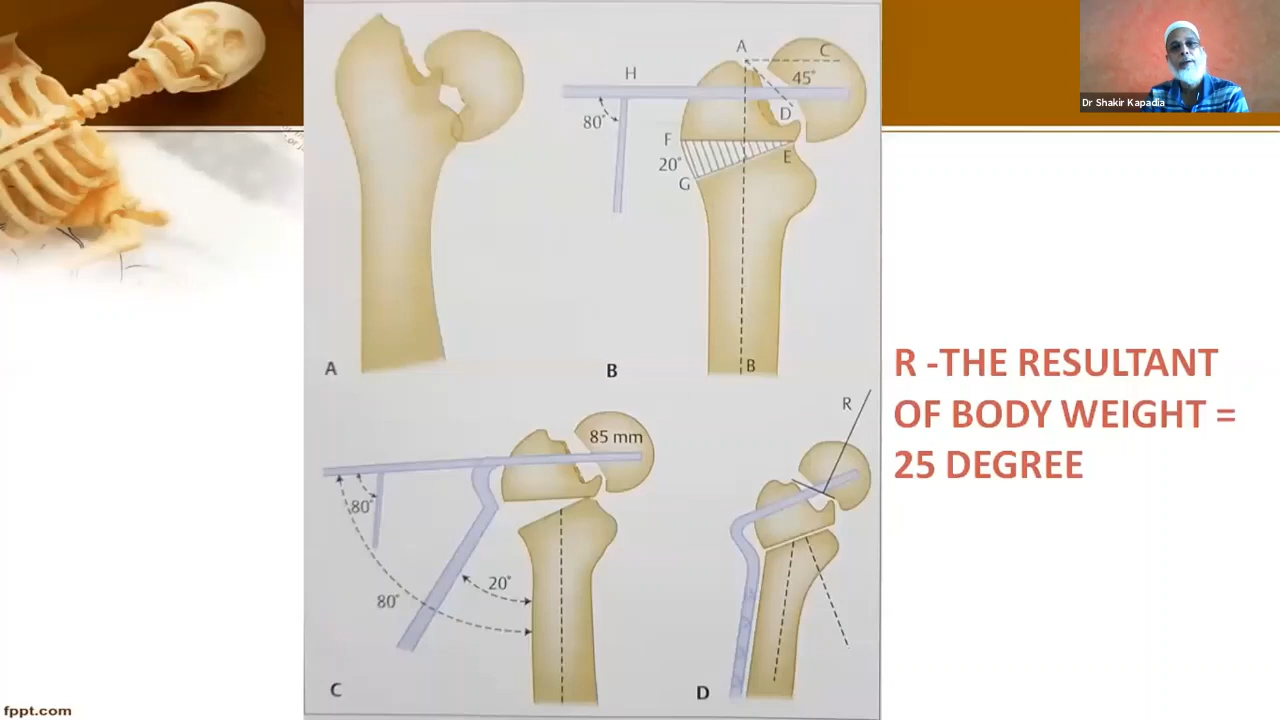 Dr Shakir Kapadia
A
H
A
C
45°
80°
D
F
E
20°
G
B
B
R -THE RESULTANT
OF BODY WEIGHT =
25 DEGREE
85 mm
80°
20°
80°
C
R
D
fppt.com